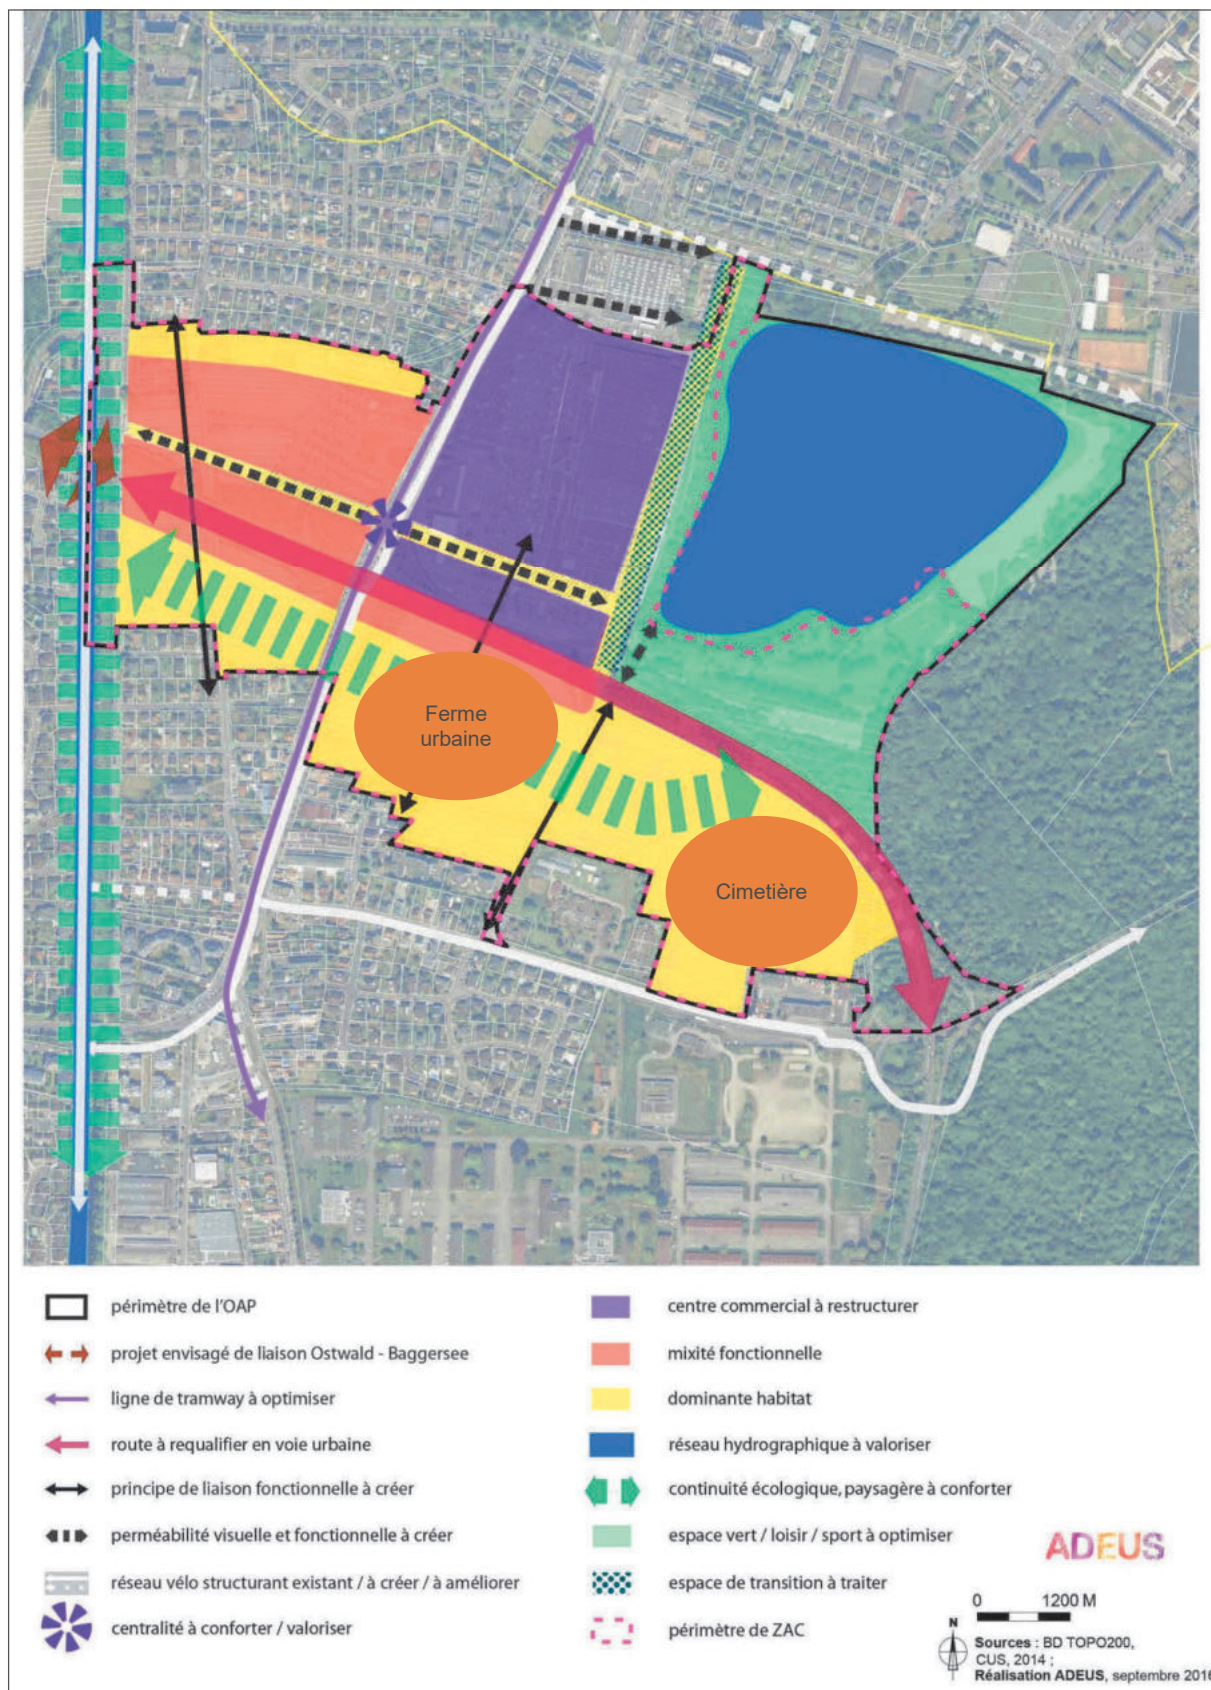 Ferme
urbaine
Cimetière
périmètre de l'OAP
projet envisagé de liaison Ostwald - Baggersee
ligne de tramway à optimiser
route à requalifier en voie urbaine
principe de liaison fonctionnelle à créer
perméabilité visuelle et fonctionnelle à créer
réseau vélo structurant existant / à créer / à améliorer
centralité à conforter / valoriser
centre commercial à restructurer
mixité fonctionnelle
dominante habitat
réseau hydrographique à valoriser
continuité écologique, paysagère à conforter
espace vert / loisir / sport à optimiser
espace de transition à traiter
périmètre de ZAC
ADEUS
0 1200 M
N
Sources : BD TOPO200,
CUS, 2014 ;
Réalisation ADEUS, septembre 2016